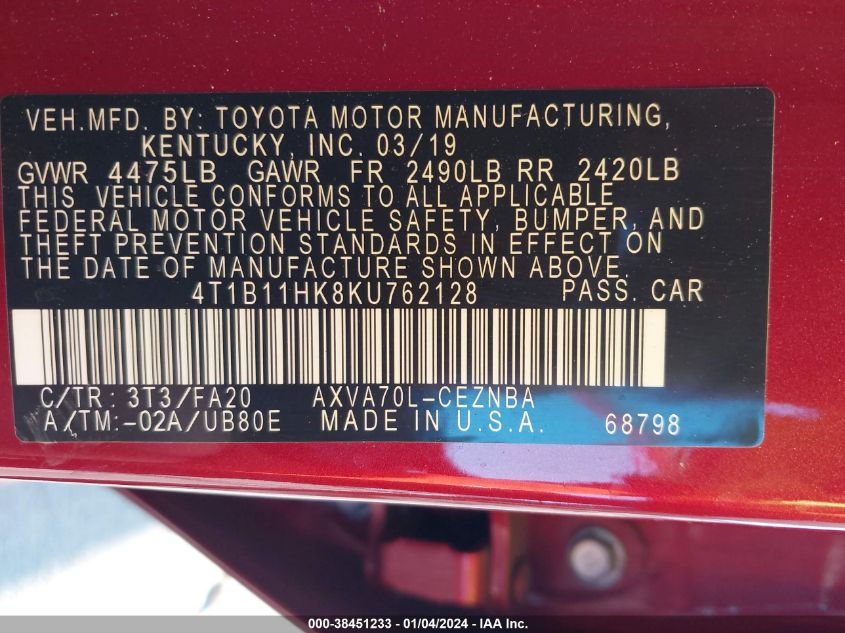 VEH.MFD. BY: TOYOTA MOTOR MANUFACTURING,
KENTUCKY, INC. 03/19
GVWR 4475LB GAWR FR 2490LB RR 2420LB
THIS VEHICLE CONFORMS TO ALL APPLICABLE
FEDERAL MOTOR VEHICLE SAFETY, BUMPER, AND
THEFT PREVENTION STANDARDS IN EFFECT ON
THE DATE OF MANUFACTURE SHOWN ABOVE.
4T1B11HK8KU762128 PASS. CAR
C/TR: 3T3/FA20 AXVA70L-CEZNBA
A/TM:-02A/UB80E MADE IN U.S.A. 68798
000-38451233 - 01/04/2024 - IAA Inc.